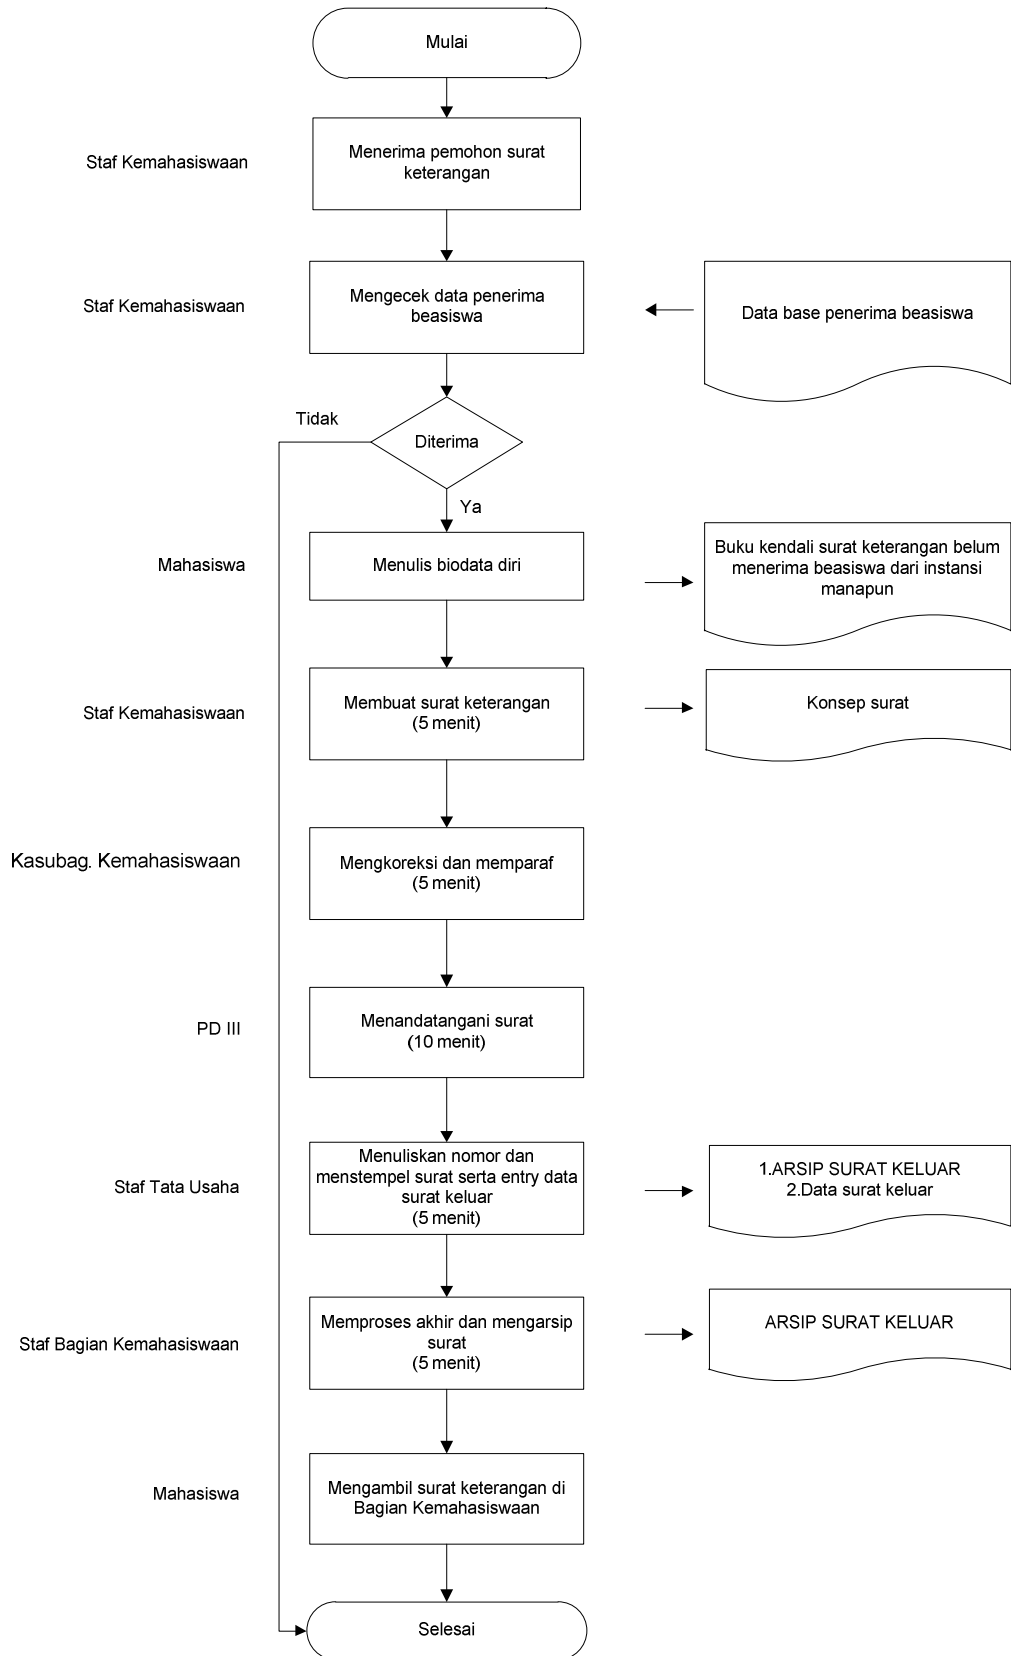 Mulai
Staf Kemahasiswaan
Menerima pemohon surat
keterangan
Staf Kemahasiswaan
Mengecek data penerima
beasiswa
Data base penerima beasiswa
Tidak
Diterima
Ya
Mahasiswa
Menulis biodata diri
Buku kendali surat keterangan belum
menerima beasiswa dari instansi
manapun
Staf Kemahasiswaan
Membuat surat keterangan
(5 menit)
Konsep surat
Kasubag. Kemahasiswaan
Mengkoreksi dan memparaf
(5 menit)
PD III
Menandatangani surat
(10 menit)
Staf Tata Usaha
Menuliskan nomor dan
menstempel surat serta entry data
surat keluar
(5 menit)
1.ARSIP SURAT KELUAR
2.Data surat keluar
Staf Bagian Kemahasiswaan
Memproses akhir dan mengarsip
surat
(5 menit)
ARSIP SURAT KELUAR
Mahasiswa
Mengambil surat keterangan di
Bagian Kemahasiswaan
Selesai